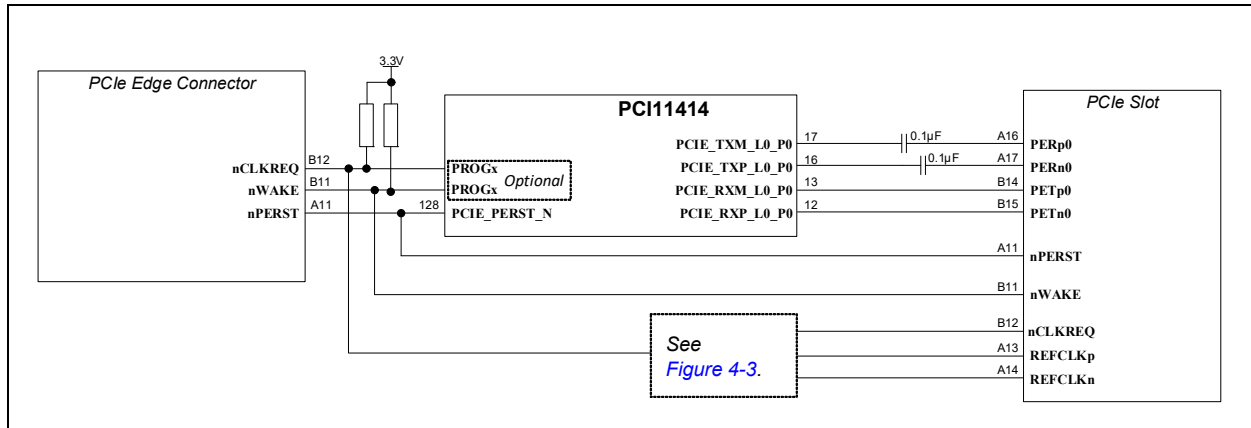 3.3V
PCIe Edge Connector
PCI11414
PCIe Slot
nCLKREQ B12
nWAKE B11
nPERST A11
128
PROGx
PROGx
Optional
PCIE_PERST_N
PCIE_TXM_L0_P0 17
PCIE_TXP_L0_P0 16
PCIE_RXM_L0_P0 13
PCIE_RXP_L0_P0 12
0.1µF
0.1µF
A16 PERp0
A17 PERn0
B14 PETp0
B15 PETn0
A11 nPERST
B11 nWAKE
B12 nCLKREQ
A13 REFCLKp
A14 REFCLKn
See
Figure 4-3.